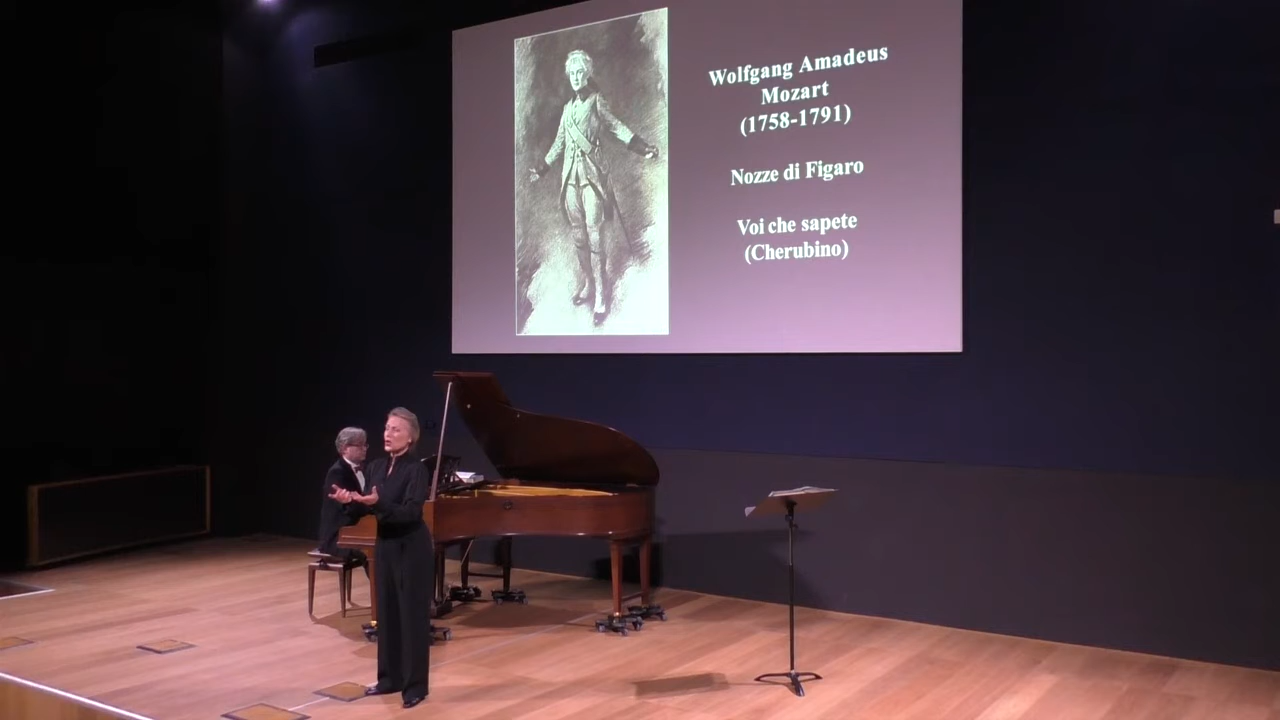 Wolfgang Amadeus
Mozart
(1758-1791)
Nozze di Figaro
Voi che sapete
(Cherubino)